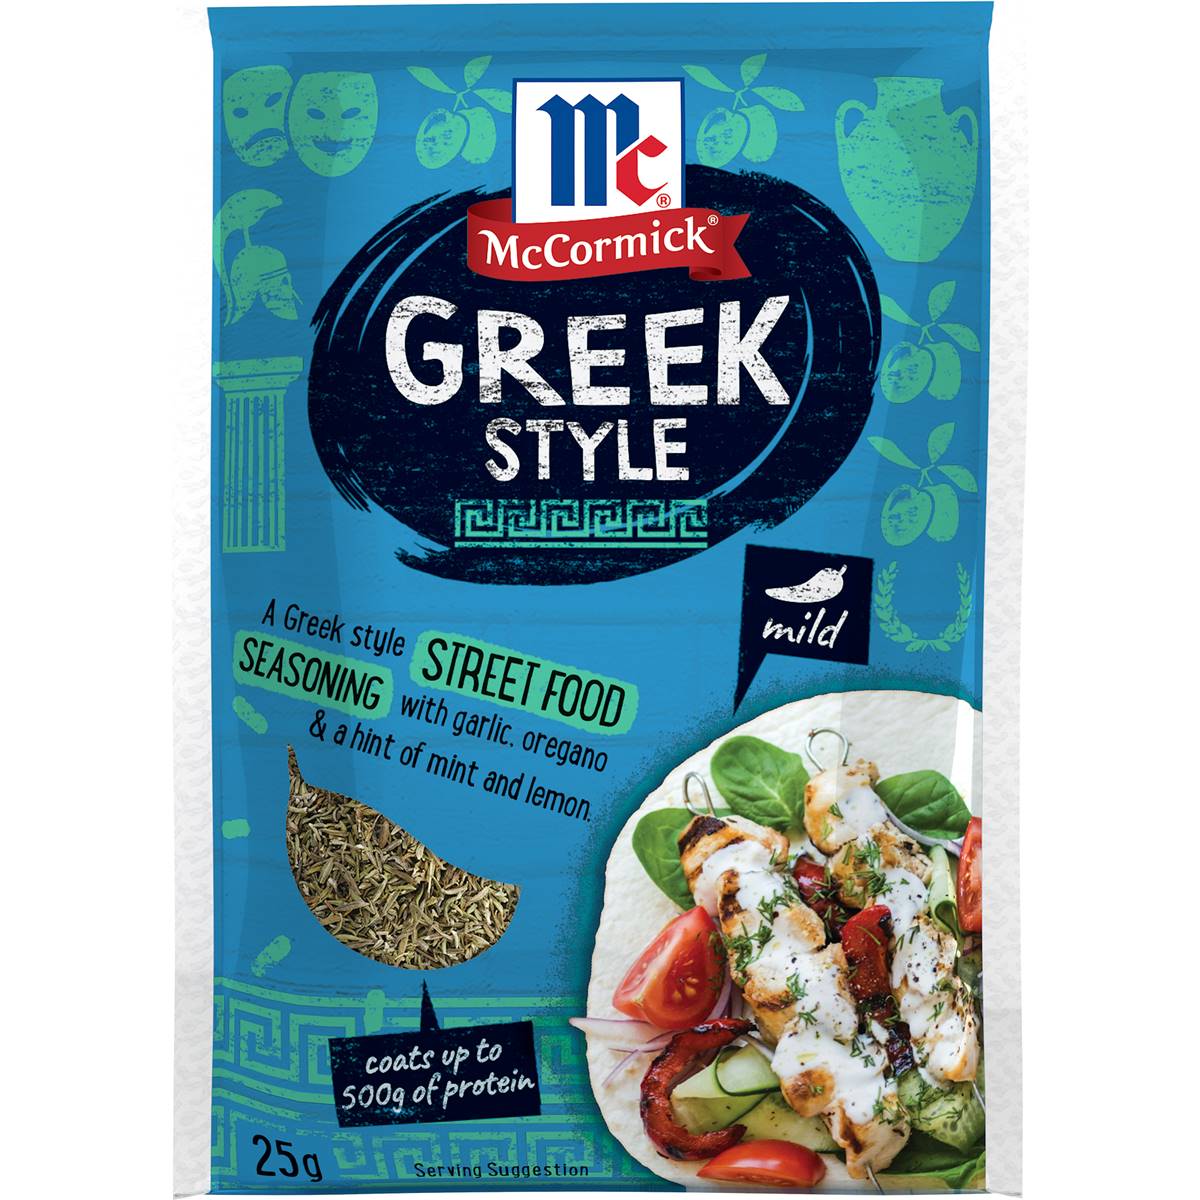 Mc®
McCormick®
GREEK
STYLE
mild
A Greek style STREET FOOD
SEASONING with garlic, oregano
& a hint of mint and lemon.
coats up to
500g of protein
25g
Serving Suggestion